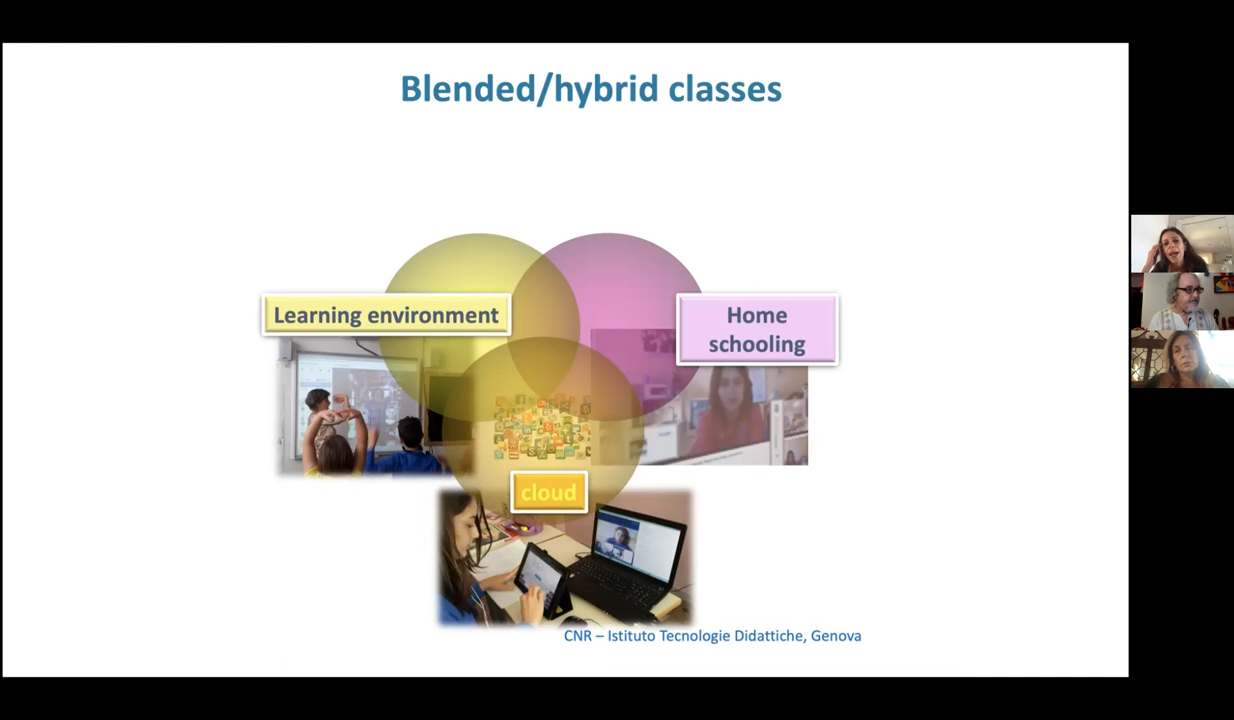 Blended/hybrid classes
Learning environment
Home
schooling
cloud
CNR – Istituto Tecnologie Didattiche, Genova